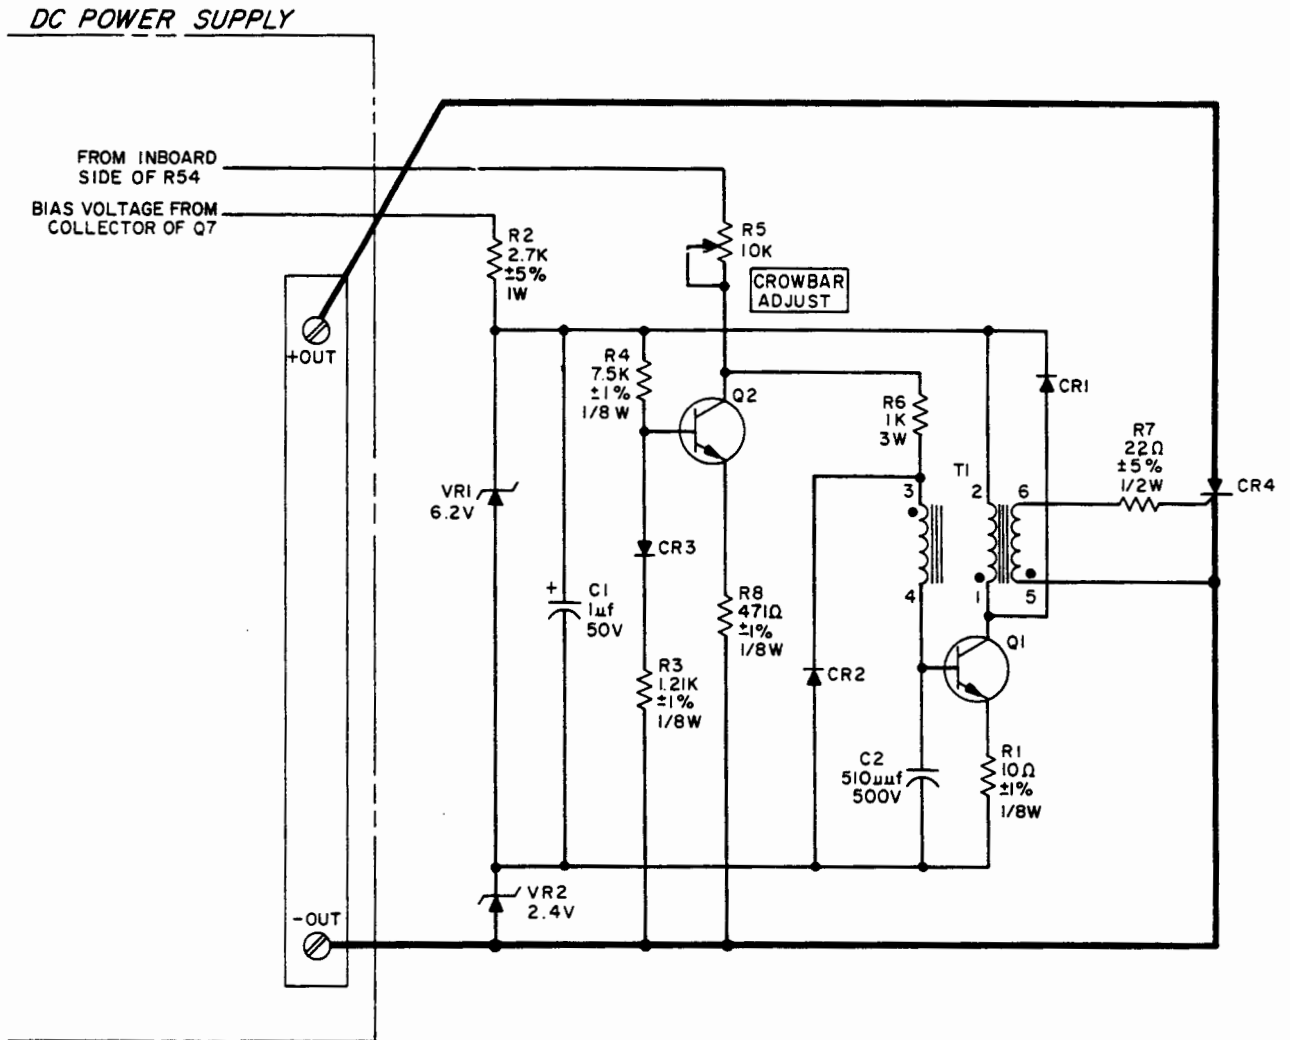 DC POWER SUPPLY
FROM INBOARD
SIDE OF R54
BIAS VOLTAGE FROM
COLLECTOR OF Q7
R2
2.7K
±5%
1W
R5
10K
CROWBAR
ADJUST
+OUT
R4
7.5K
±1%
1/8 W
Q2
R6
1K
3W
CR1
R7
22Ω
±5%
1/2W
T1
3
2
6
CR4
VR1
6.2V
CR3
+
C1
1µf
50V
R8
471Ω
±1%
1/8W
4
1
5
Q1
R3
1.21K
±1%
1/8W
CR2
C2
510µµf
500V
R1
10Ω
±1%
1/8W
VR2
2.4V
-OUT